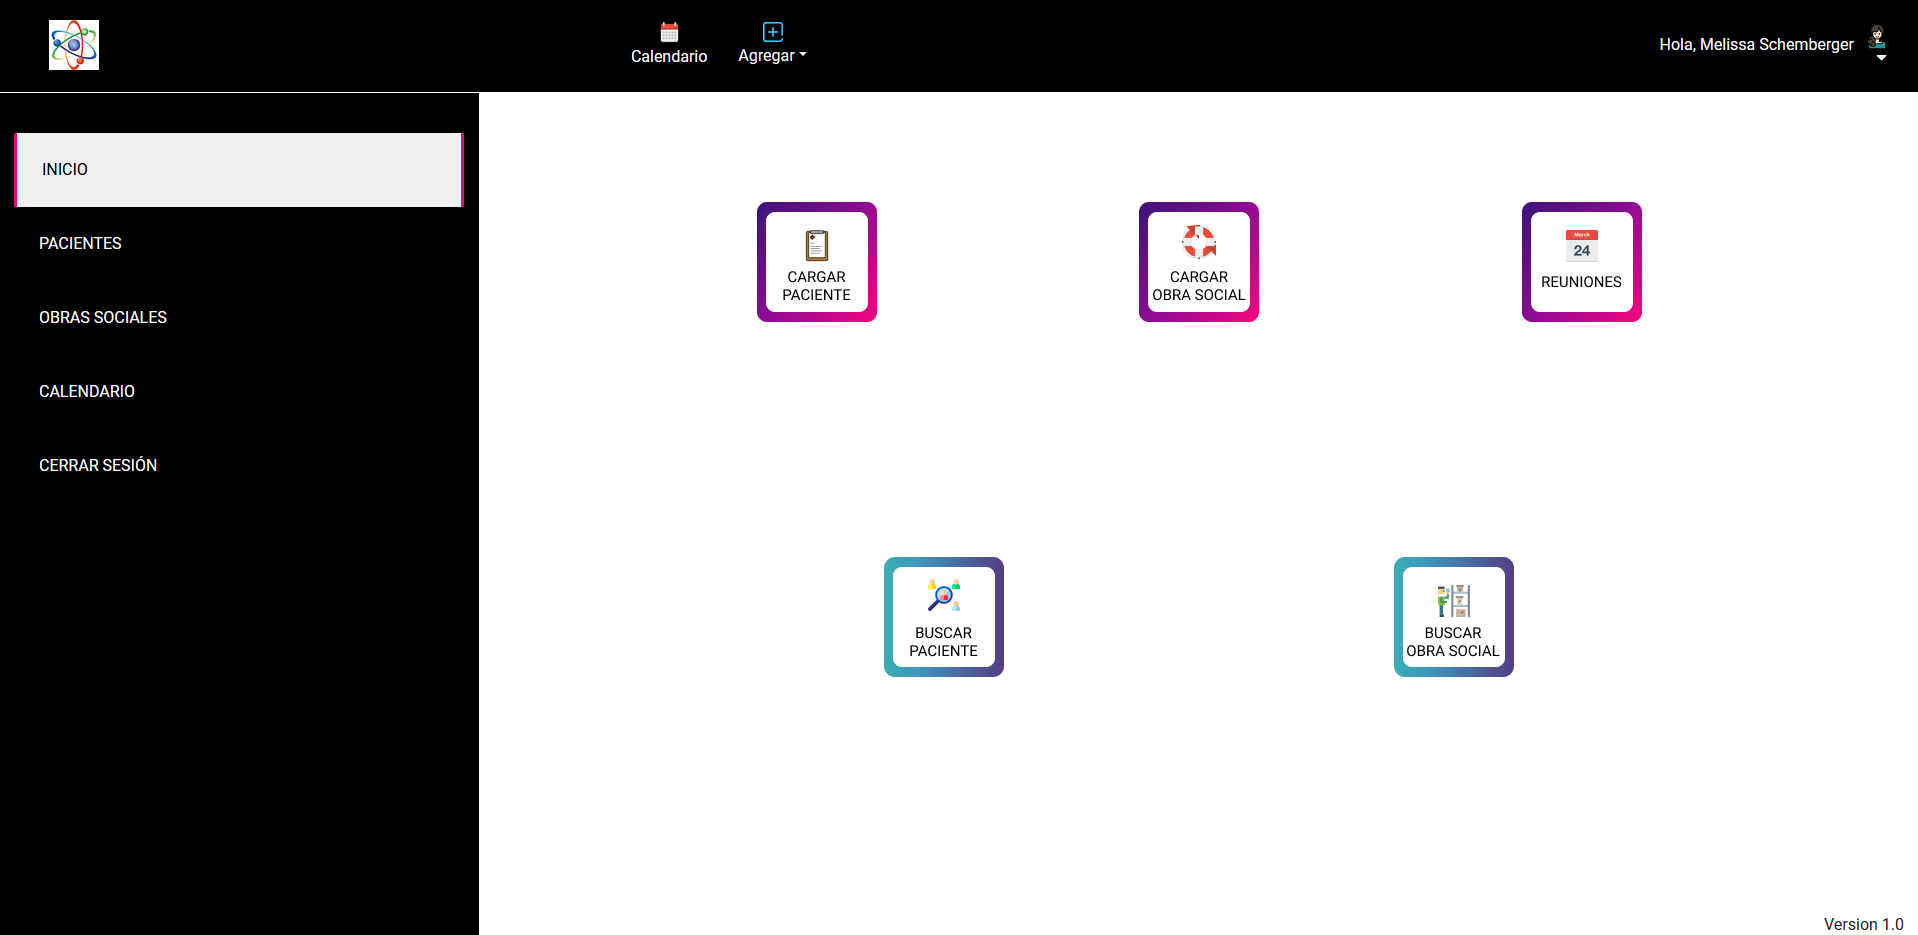 Calendario
Agregar
Hola, Melissa Schemberger
INICIO
PACIENTES
OBRAS SOCIALES
CALENDARIO
CERRAR SESIÓN
CARGAR
PACIENTE
CARGAR
OBRA SOCIAL
March
24
REUNIONES
BUSCAR
PACIENTE
BUSCAR
OBRA SOCIAL
Version 1.0